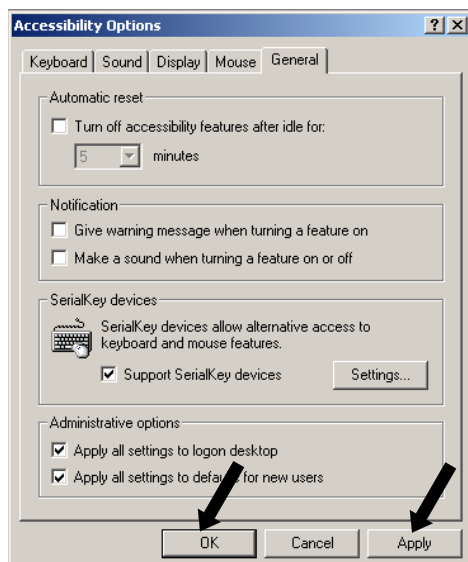 Accessibility Options
Keyboard Sound Display Mouse General
Automatic reset
Turn off accessibility features after idle for:
5 minutes
Notification
Give warning message when turning a feature on
Make a sound when turning a feature on or off
SerialKey devices
SerialKey devices allow alternative access to
keyboard and mouse features.
Support SerialKey devices Settings...
Administrative options
Apply all settings to logon desktop
Apply all settings to defaults for new users
OK Cancel Apply